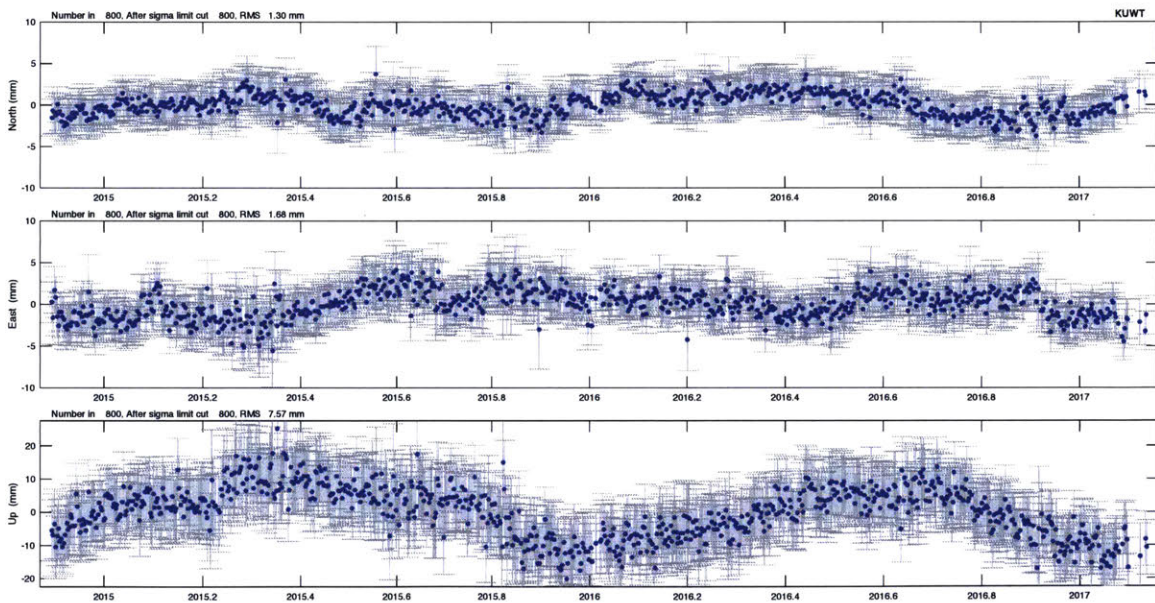 Number in 800, After sigma limit cut 800, RMS 1.30 mm KUWT
10
5
0
-5
-10
North (mm)
2015 2015.2 2015.4 2015.6 2015.8 2016 2016.2 2016.4 2016.6 2016.8 2017
Number in 800, After sigma limit cut 800, RMS 1.68 mm
10
5
0
-5
-10
East (mm)
2015 2015.2 2015.4 2015.6 2015.8 2016 2016.2 2016.4 2016.6 2016.8 2017
Number in 800, After sigma limit cut 800, RMS 7.57 mm
20
10
0
-10
-20
Up (mm)
2015 2015.2 2015.4 2015.6 2015.8 2016 2016.2 2016.4 2016.6 2016.8 2017